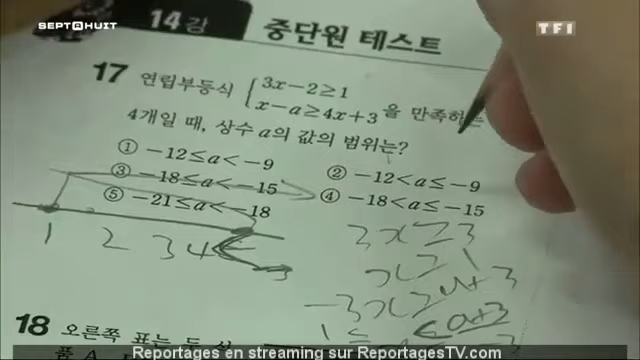 SEPT À HUIT
TF1
14강 중단원 테스트
17 연립부등식 { 3x-2≥1
x-a≥4x+3 을 만족하는
4개일 때, 상수 a의 값의 범위는?
① -12≤a<-9 ② -12<a≤-9
③ -18≤a<-15 ④ -18<a≤-15
⑤ -21≤a<-18
1 2 3 4
3x≥3
x≥1
18 오른쪽 표는 두 식
Reportages en streaming sur ReportagesTV.com